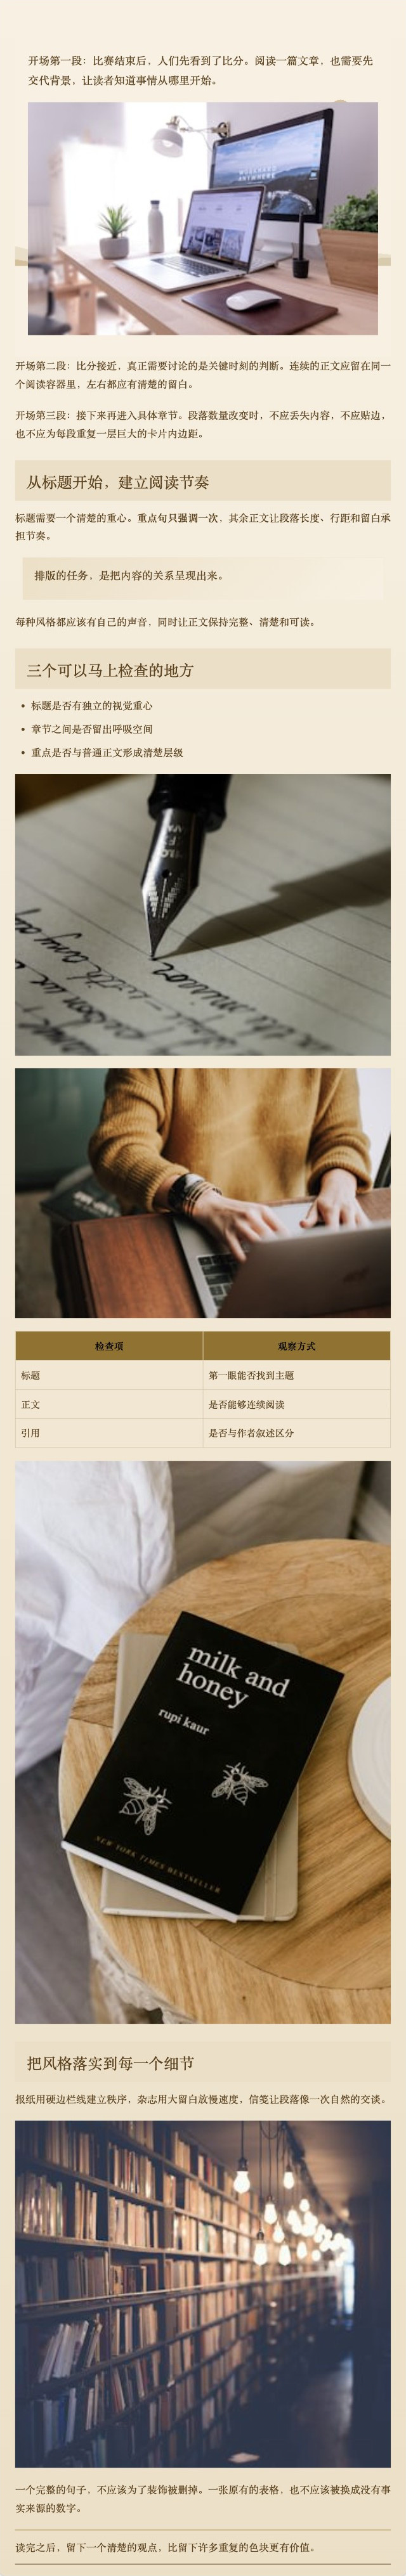 开场第一段：比赛结束后，人们先看到了比分。阅读一篇文章，也需要先
交代背景，让读者知道事情从哪里开始。
开场第二段：比分接近，真正需要讨论的是关键时刻的判断。连续的正文应留在同一
个阅读容器里，左右都应有清楚的留白。
开场第三段：接下来再进入具体章节。段落数量改变时，不应丢失内容，不应贴边，
也不应为每段重复一层巨大的卡片内边距。
从标题开始，建立阅读节奏
标题需要一个清楚的重心。重点句只强调一次，其余正文让段落长度、行距和留白承
担节奏。
排版的任务，是把内容的关系呈现出来。
每种风格都应该有自己的声音，同时让正文保持完整、清楚和可读。
三个可以马上检查的地方
• 标题是否有独立的视觉重心
• 章节之间是否留出呼吸空间
• 重点是否与普通正文形成清楚层级
检查项 观察方式
标题 第一眼能否找到主题
正文 是否能够连续阅读
引用 是否与作者叙述区分
milk and
honey
rupi kaur
NEW YORK TIMES BESTSELLER
把风格落实到每一个细节
报纸用硬边栏线建立秩序，杂志用大留白放慢速度，信笺让段落像一次自然的交谈。
一个完整的句子，不应该为了装饰被删掉。一张原有的表格，也不应该被换成没有事
实来源的数字。
读完之后，留下一个清楚的观点，比留下许多重复的色块更有价值。